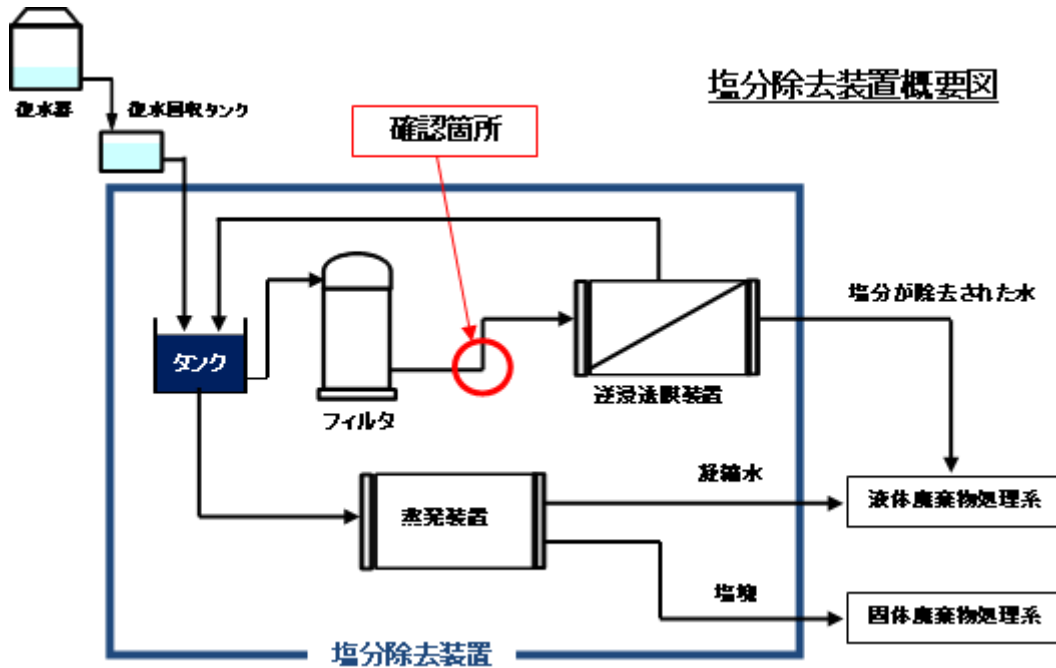 塩分除去装置概要図
復水器
復水回収タンク
確認箇所
塩分が除去された水
タンク
フィルタ
逆浸透膜装置
凝縮水
液体廃棄物処理系
蒸発装置
塩塊
固体廃棄物処理系
塩分除去装置